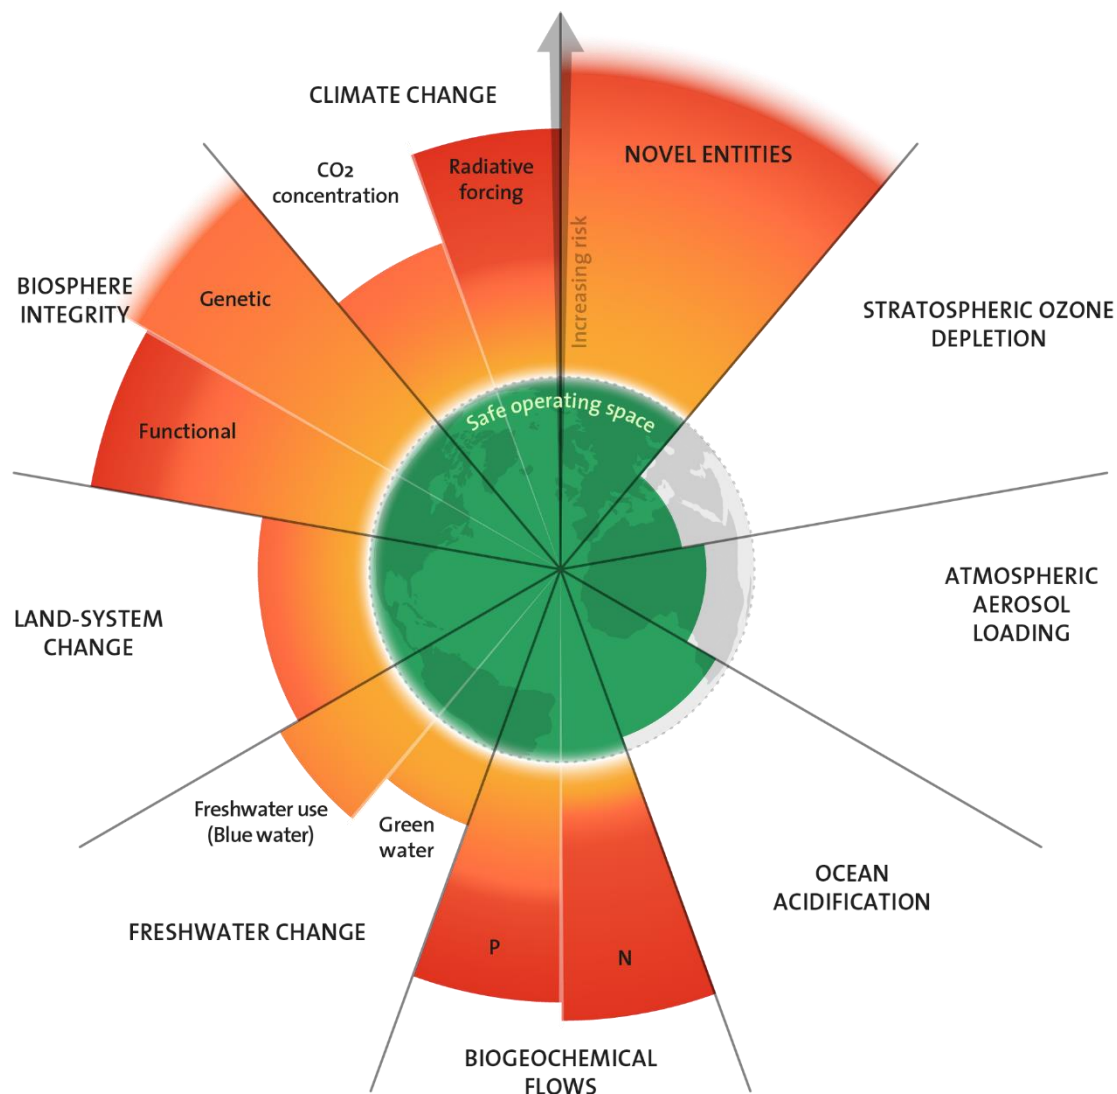 CLIMATE CHANGE
CO2
concentration
Radiative
forcing
NOVEL ENTITIES
Increasing risk
STRATOSPHERIC OZONE
DEPLETION
BIOSPHERE
INTEGRITY
Genetic
Functional
Safe operating space
ATMOSPHERIC
AEROSOL
LOADING
LAND-SYSTEM
CHANGE
Freshwater use
(Blue water)
Green
water
FRESHWATER CHANGE
OCEAN
ACIDIFICATION
P
N
BIOGEOCHEMICAL
FLOWS